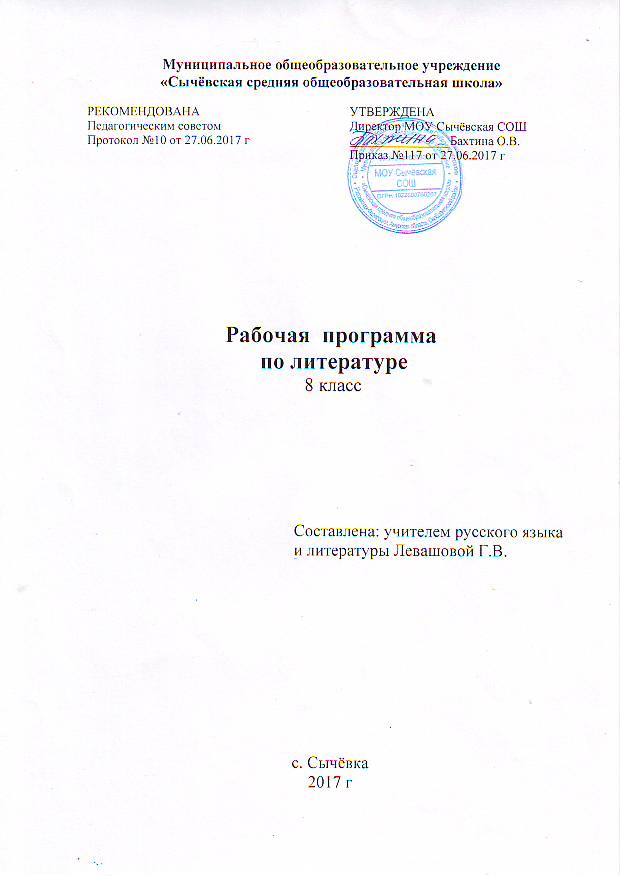 Муниципальное общеобразовательное учреждение
«Сычёвская средняя общеобразовательная школа»
РЕКОМЕНДОВАНА
Педагогическим советом
Протокол №10 от 27.06.2017 г
УТВЕРЖДЕНА
Директор МОУ Сычёвская СОШ
Бахтина О.В.
Приказ №117 от 27.06.2017 г
МОУ Сычёвская
СОШ
Рабочая программа
по литературе
8 класс
Составлена: учителем русского языка
и литературы Левашовой Г.В.
с. Сычёвка
2017 г